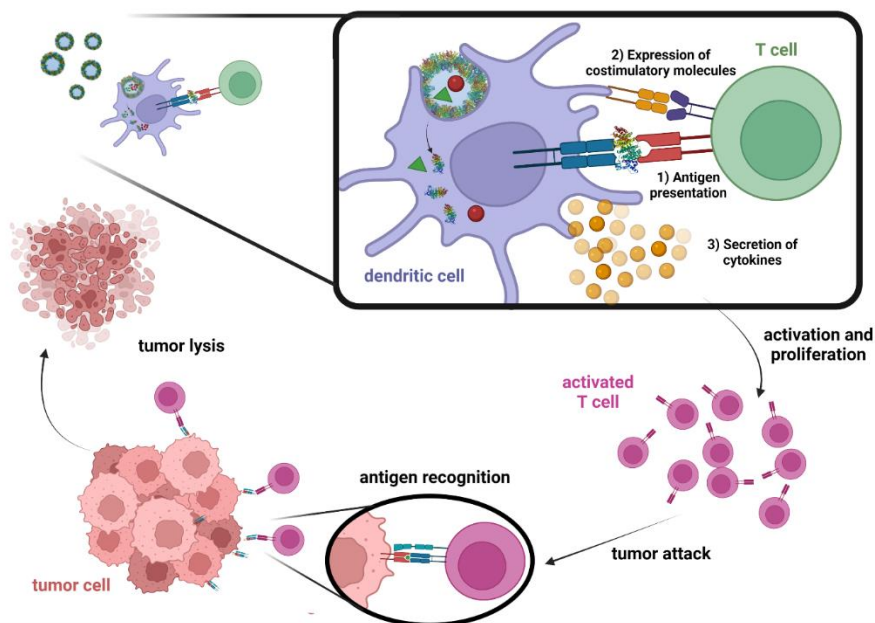 2) Expression of
costimulatory molecules
T cell
1) Antigen
presentation
3) Secretion of
cytokines
dendritic cell
activation and
proliferation
tumor lysis
activated
T cell
antigen recognition
tumor attack
tumor cell